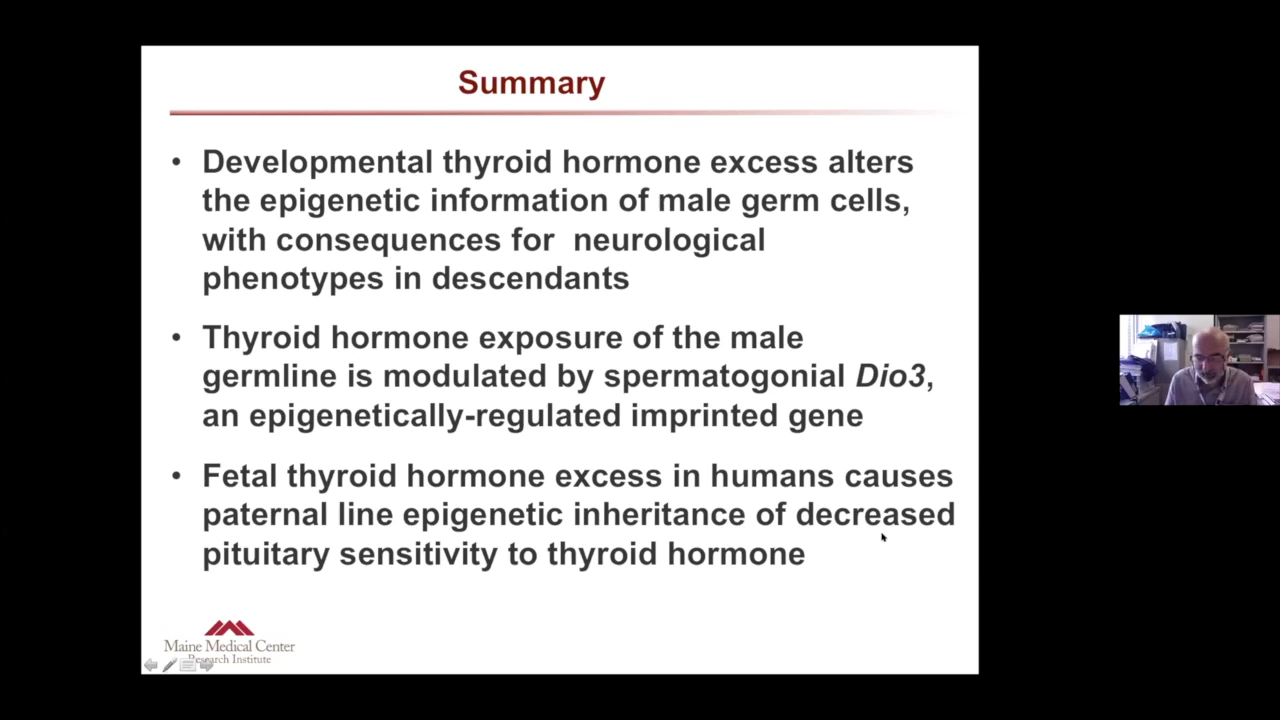 Summary
• Developmental thyroid hormone excess alters
the epigenetic information of male germ cells,
with consequences for  neurological
phenotypes in descendants
• Thyroid hormone exposure of the male
germline is modulated by spermatogonial Dio3,
an epigenetically-regulated imprinted gene
• Fetal thyroid hormone excess in humans causes
paternal line epigenetic inheritance of decreased
pituitary sensitivity to thyroid hormone
Maine Medical Center
Research Institute